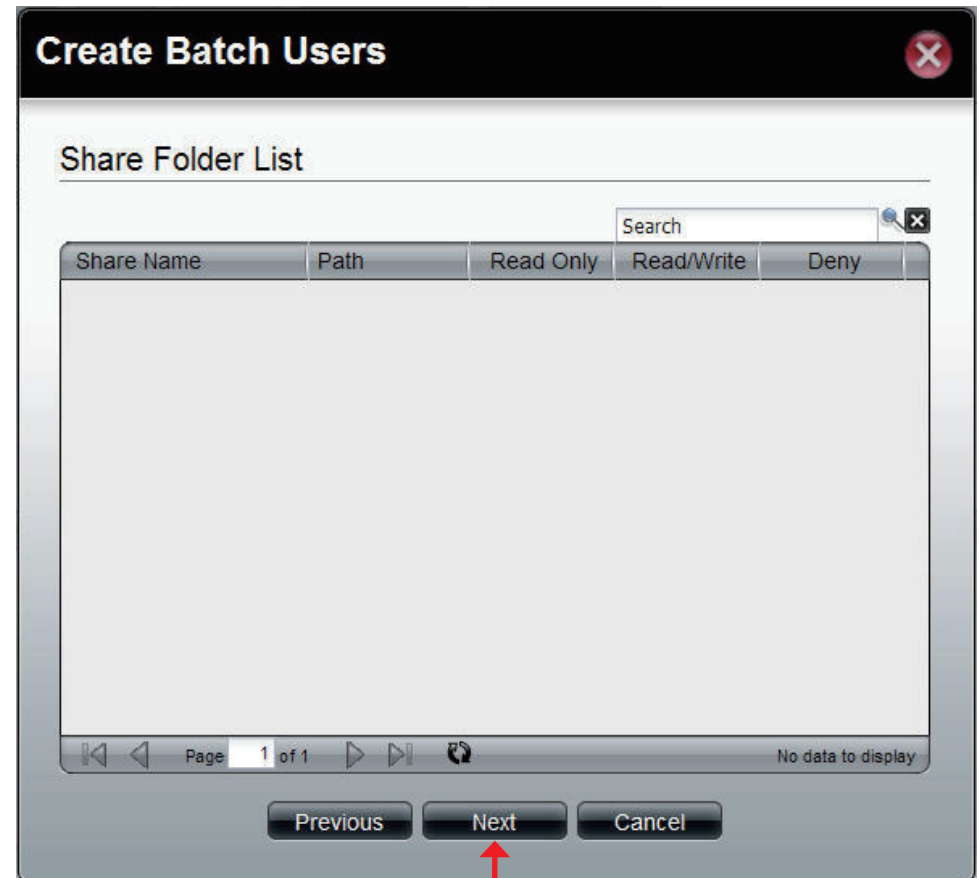 Create Batch Users
Share Folder List
Search
Share Name Path Read Only Read/Write Deny
Page 1 of 1 No data to display
Previous Next Cancel